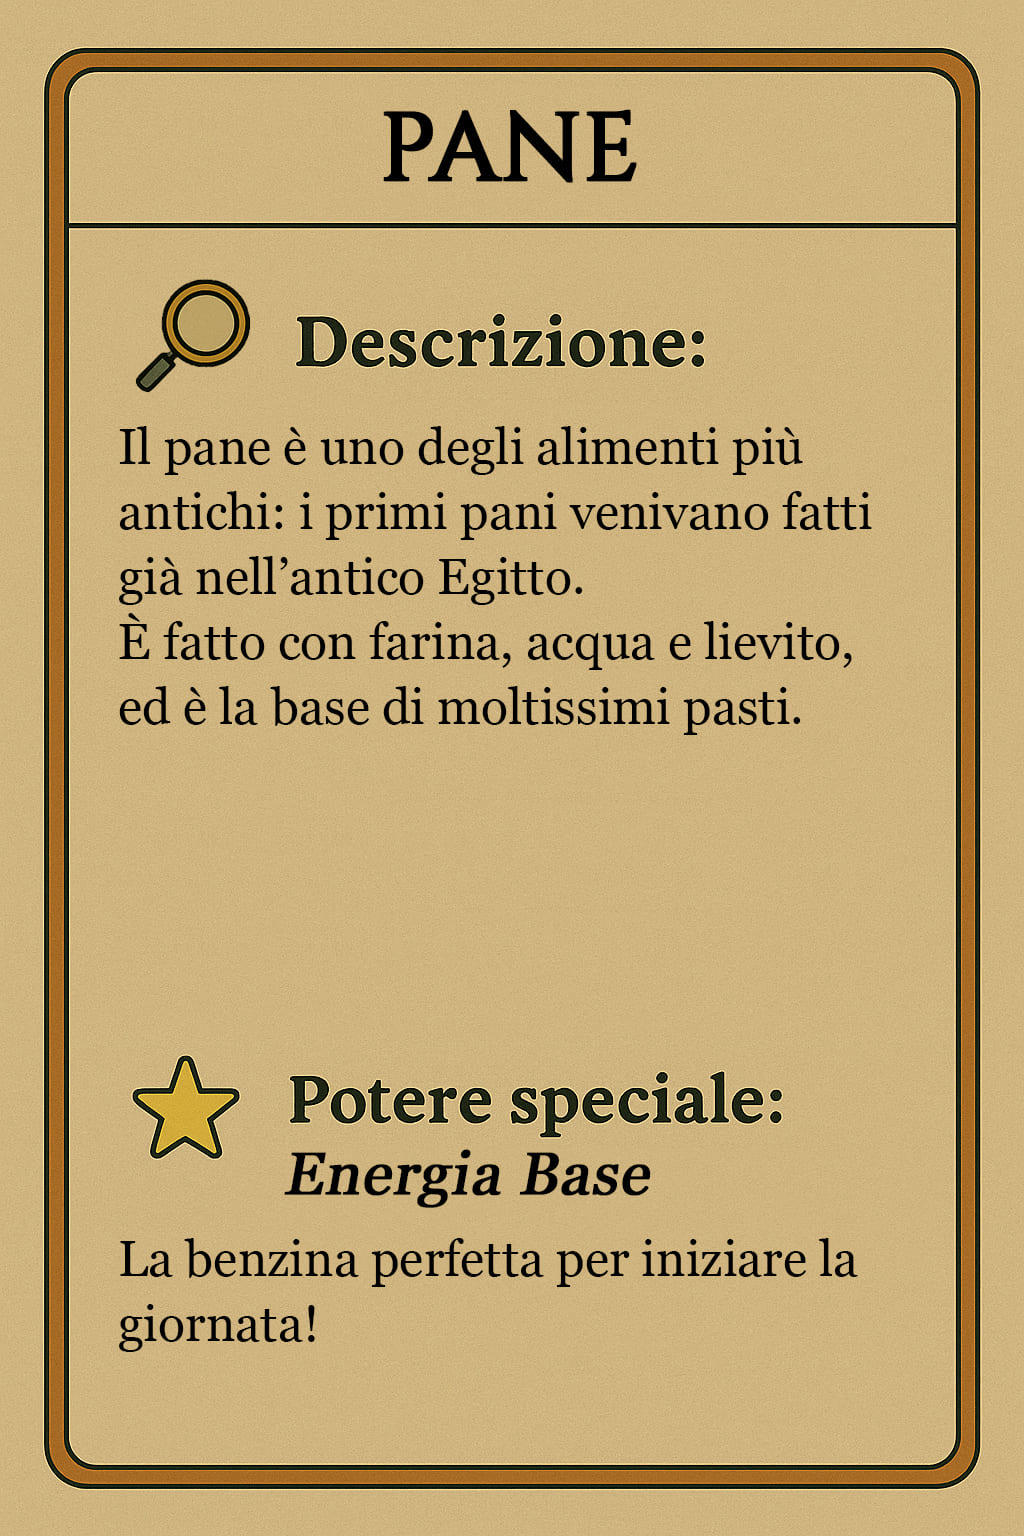 PANE
Descrizione:
Il pane è uno degli alimenti più
antichi: i primi pani venivano fatti
già nell’antico Egitto.
È fatto con farina, acqua e lievito,
ed è la base di moltissimi pasti.
Potere speciale:
Energia Base
La benzina perfetta per iniziare la
giornata!